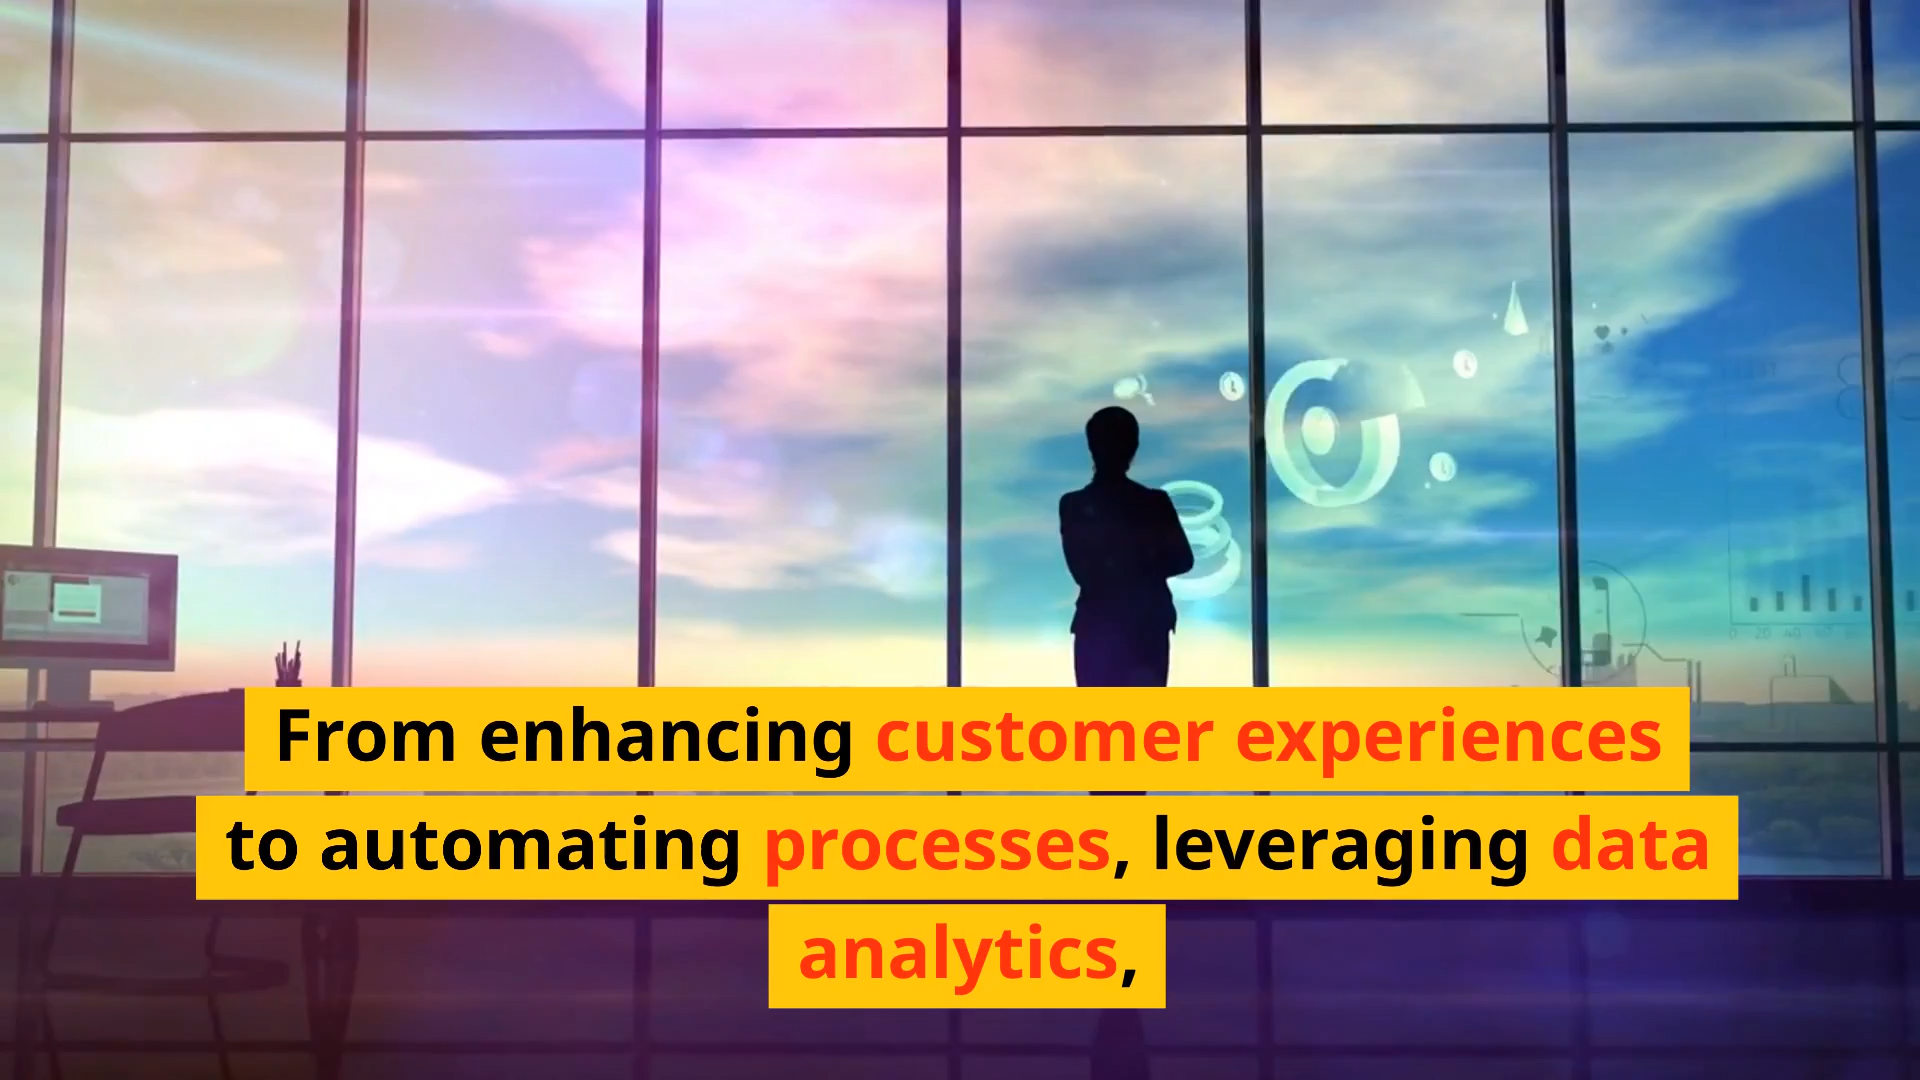 From enhancing customer experiences
to automating processes, leveraging data
analytics,